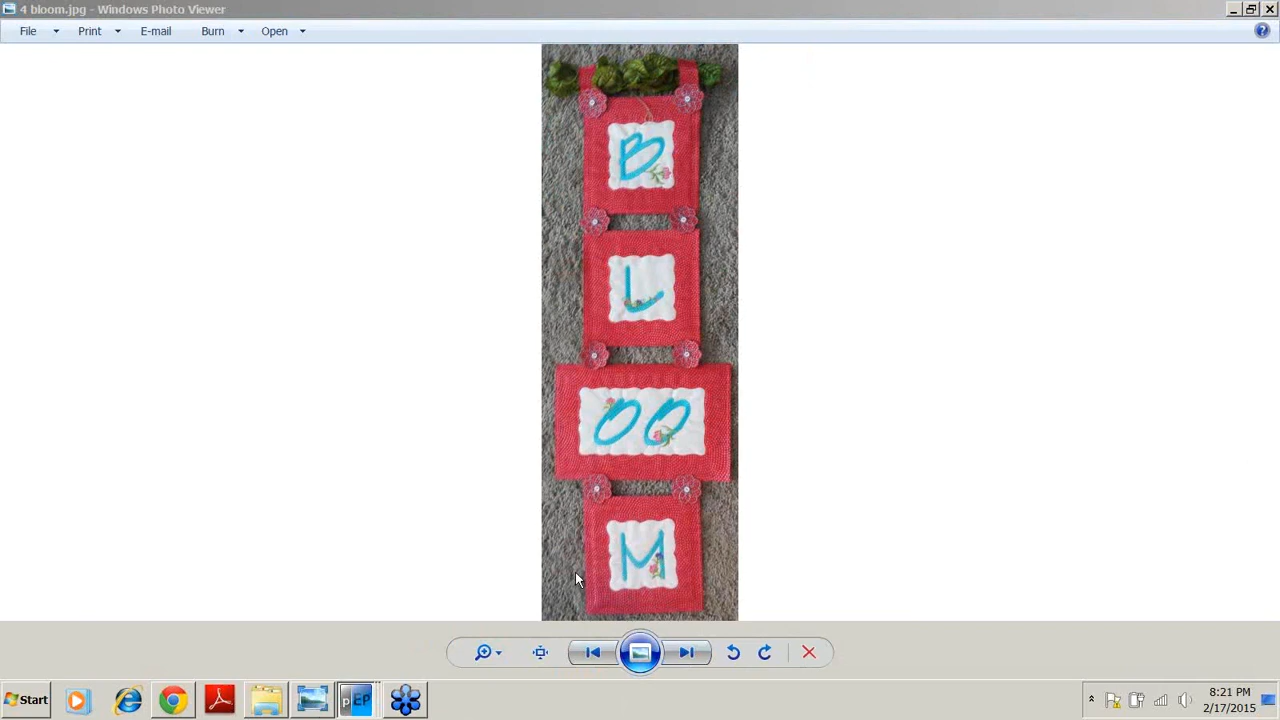 4 bloom.jpg - Windows Photo Viewer
File Print E-mail Burn Open
B
L
OO
M
Start
pEP
8:21 PM
2/17/2015